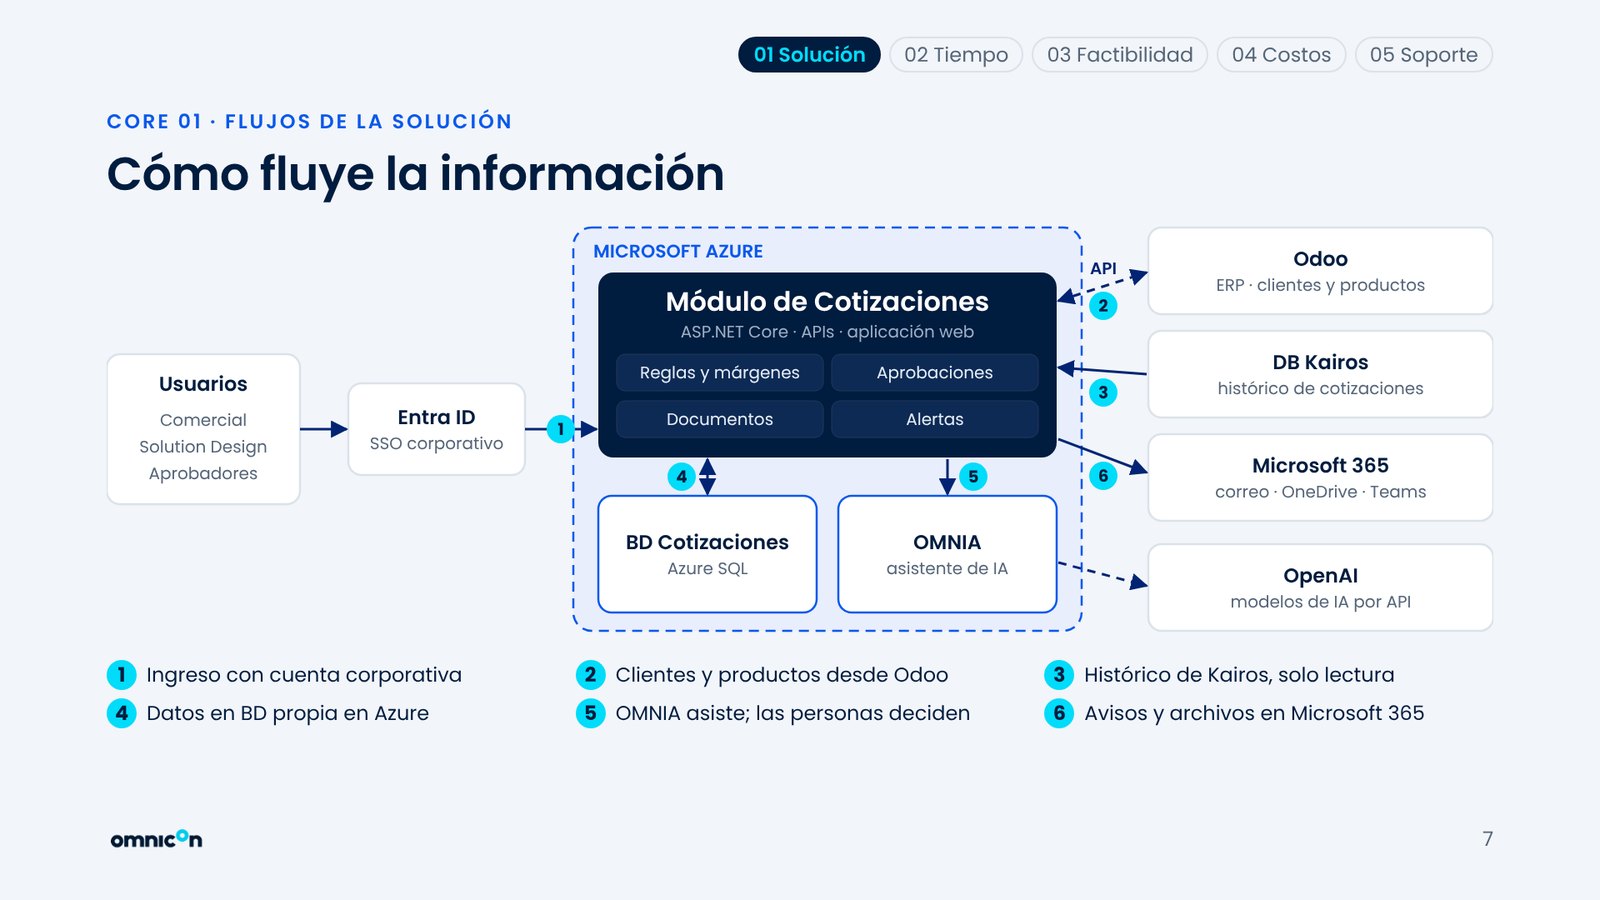 01 Solución
02 Tiempo
03 Factibilidad
04 Costos
05 Soporte
CORE 01 · FLUJOS DE LA SOLUCIÓN
Cómo fluye la información
Usuarios
Comercial
Solution Design
Aprobadores
Entra ID
SSO corporativo
1
MICROSOFT AZURE
Módulo de Cotizaciones
ASP.NET Core · APIs · aplicación web
Reglas y márgenes
Aprobaciones
Documentos
Alertas
4
5
BD Cotizaciones
Azure SQL
OMNIA
asistente de IA
API
2
3
6
Odoo
ERP · clientes y productos
DB Kairos
histórico de cotizaciones
Microsoft 365
correo · OneDrive · Teams
OpenAI
modelos de IA por API
1 Ingreso con cuenta corporativa
2 Clientes y productos desde Odoo
3 Histórico de Kairos, solo lectura
4 Datos en BD propia en Azure
5 OMNIA asiste; las personas deciden
6 Avisos y archivos en Microsoft 365
omnicon
7